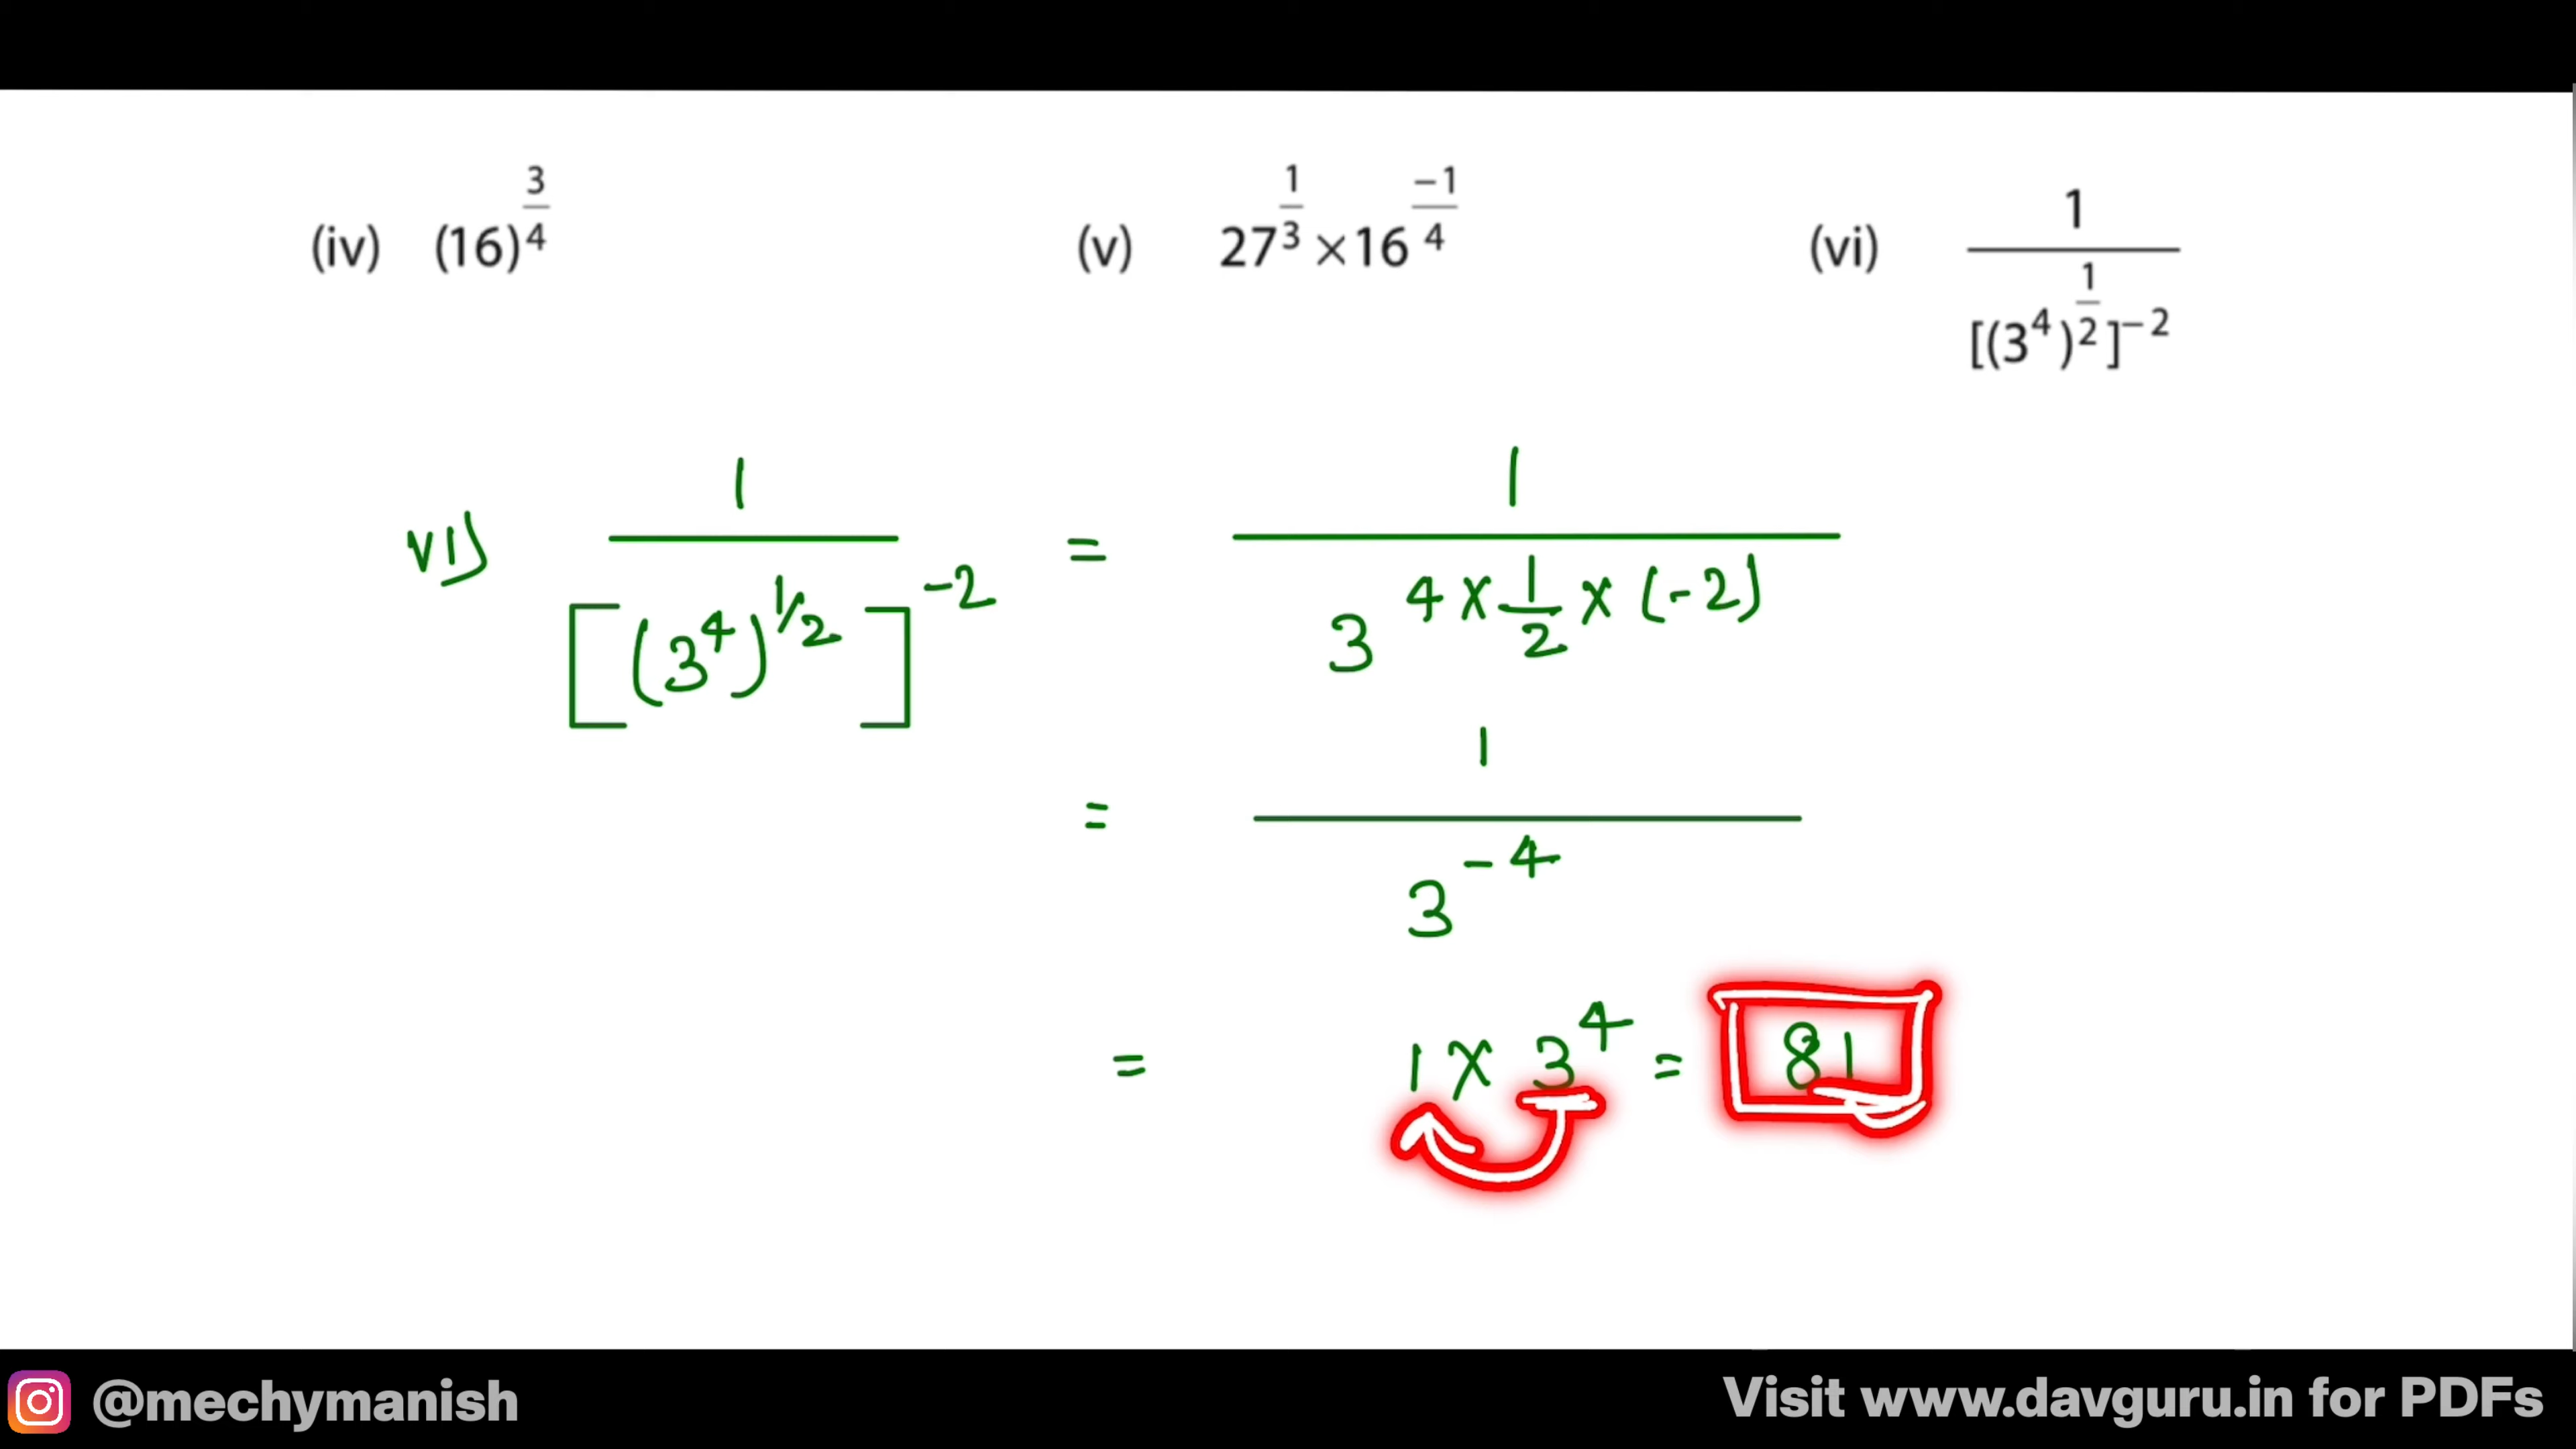 (iv) (16)^{3/4} (v) 27^{1/3} × 16^{-1/4} (vi) 1/[(3^4)^{1/2}]^{-2}
vi) 1/[(3^4)^{1/2}]^{-2} = 1/3^{4×1/2×(-2)}
= 1/3^{-4}
= 1 × 3^4 = 81
@mechymanish Visit www.davguru.in for PDFs